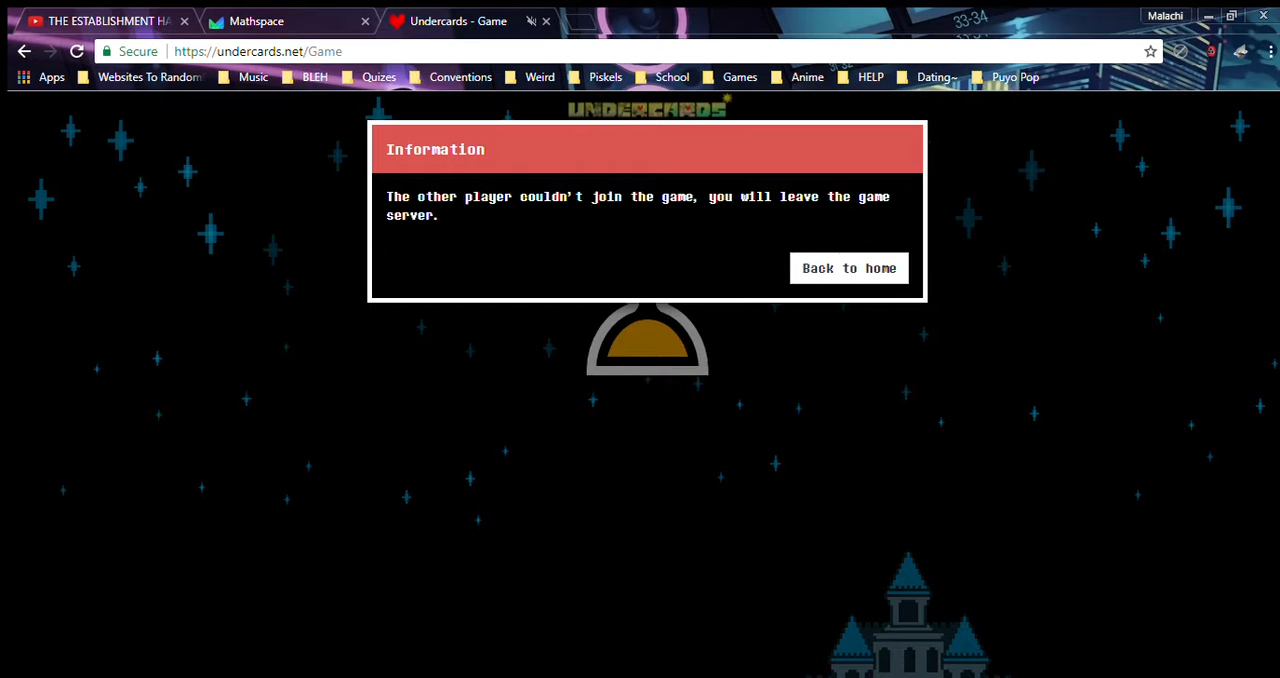 THE ESTABLISHMENT HA
Mathspace
Undercards - Game
Malachi
Secure
https://undercards.net/Game
Apps
Websites To Random
Music
BLEH
Quizes
Conventions
Weird
Piskels
School
Games
Anime
HELP
Dating~
Puyo Pop
33-34
UNDERCARDS
Information
The other player couldn't join the game, you will leave the game
server.
Back to home